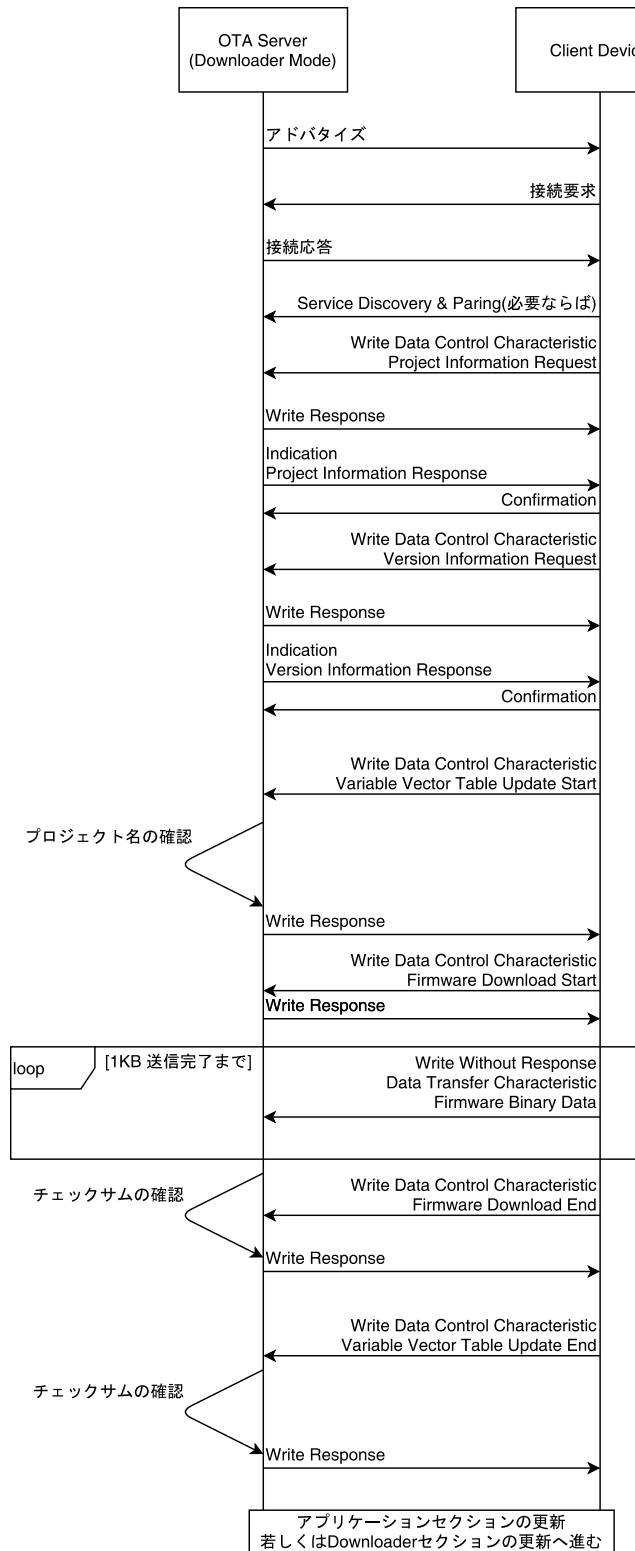 OTA Server
(Downloader Mode)
Client Devic
アドバタイズ
接続要求
接続応答
Service Discovery & Paring(必要ならば)
Write Data Control Characteristic
Project Information Request
Write Response
Indication
Project Information Response
Confirmation
Write Data Control Characteristic
Version Information Request
Write Response
Indication
Version Information Response
Confirmation
Write Data Control Characteristic
Variable Vector Table Update Start
プロジェクト名の確認
Write Response
Write Data Control Characteristic
Firmware Download Start
Write Response
loop
[1KB 送信完了まで]
Write Without Response
Data Transfer Characteristic
Firmware Binary Data
チェックサムの確認
Write Data Control Characteristic
Firmware Download End
Write Response
Write Data Control Characteristic
Variable Vector Table Update End
チェックサムの確認
Write Response
アプリケーションセクションの更新
若しくはDownloaderセクションの更新へ進む